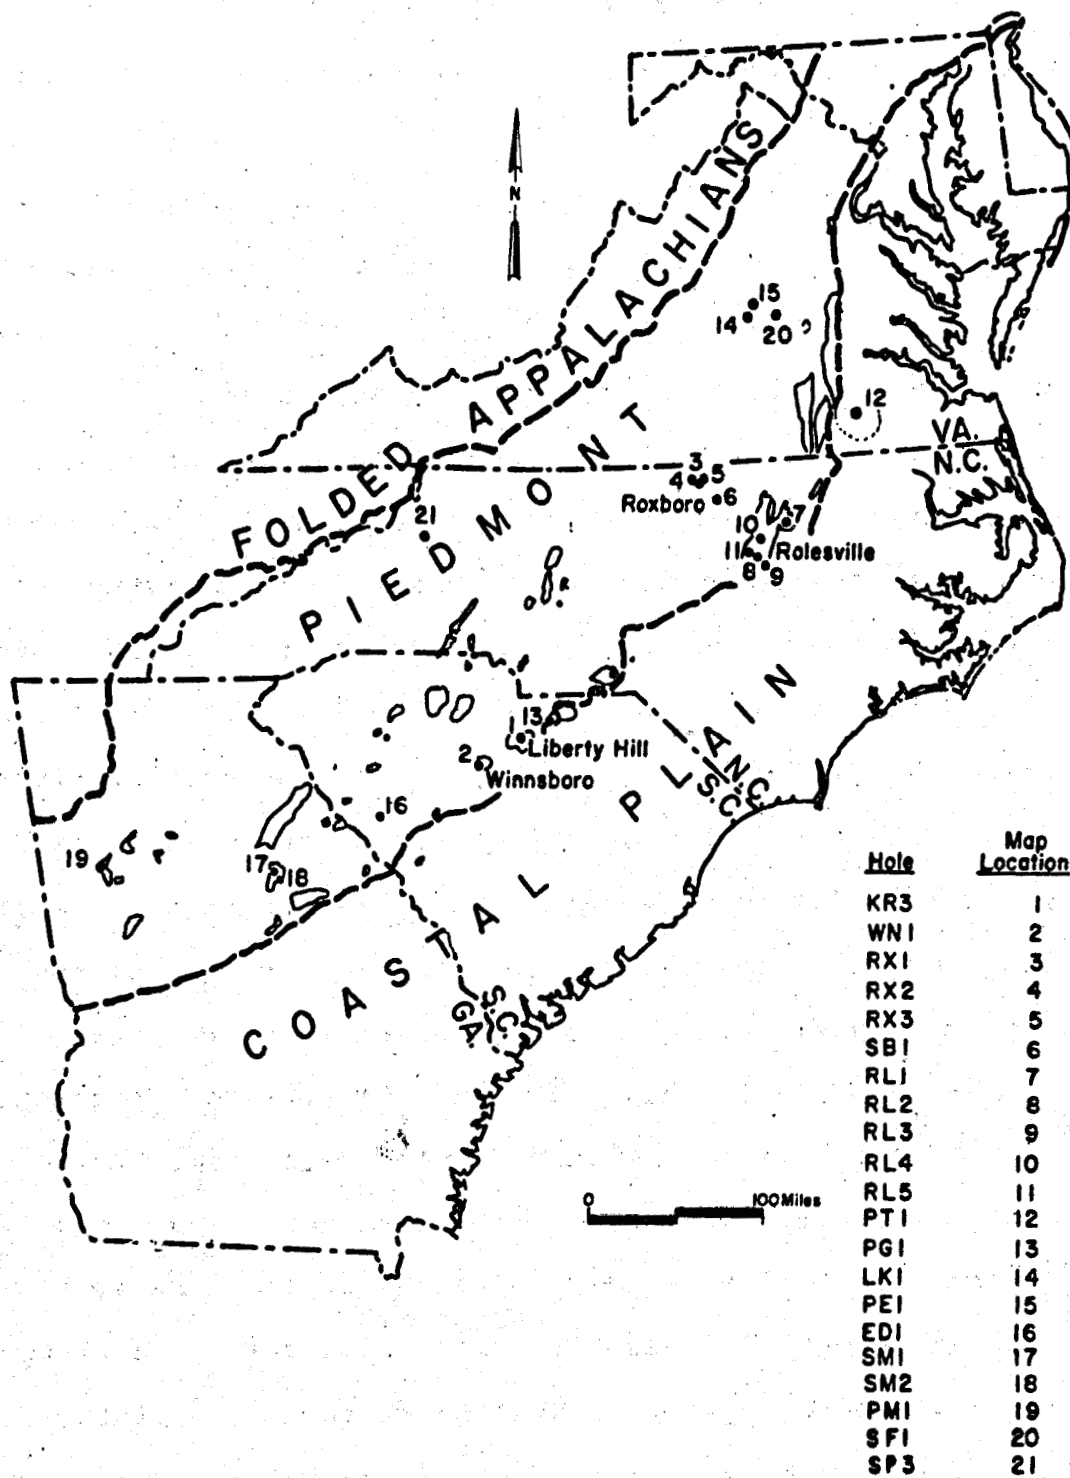 N
FOLDED APPALACHIANS
PIEDMONT
COASTAL PLAIN
15
14
20
12
VA.
N.C.
3
4
5
Roxboro
6
21
10
7
11
Rolesville
8
9
13
1
Liberty Hill
2
Winnsboro
N.C.
S.C.
16
19
17
18
S.C.
GA.
0
100 Miles
Hole Map Location
KR3 1
WN1 2
RX1 3
RX2 4
RX3 5
SB1 6
RL1 7
RL2 8
RL3 9
RL4 10
RL5 11
PT1 12
PG1 13
LK1 14
PE1 15
ED1 16
SM1 17
SM2 18
PM1 19
SF1 20
SP3 21